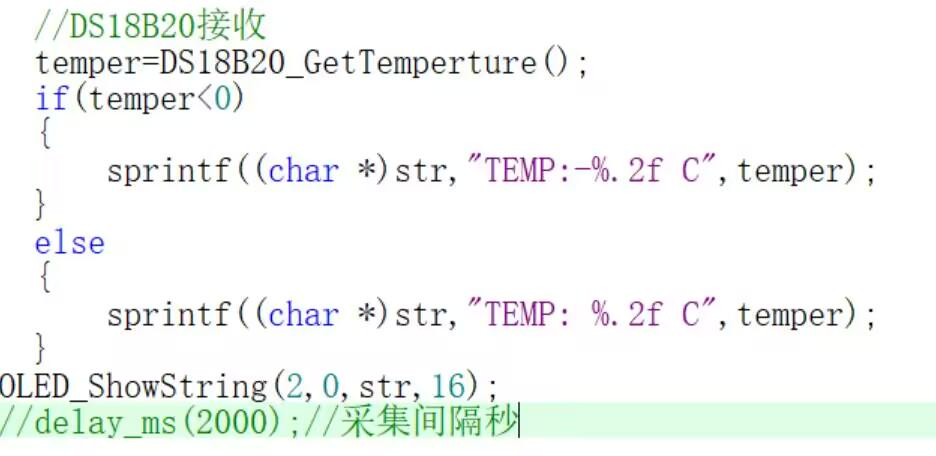 //DS18B20接收
temper=DS18B20_GetTemperture();
if(temper<0)
{
sprintf((char *)str,"TEMP:-%.2f C",temper);
}
else
{
sprintf((char *)str,"TEMP: %.2f C",temper);
}
OLED_ShowString(2,0,str,16);
//delay_ms(2000);//采集间隔秒